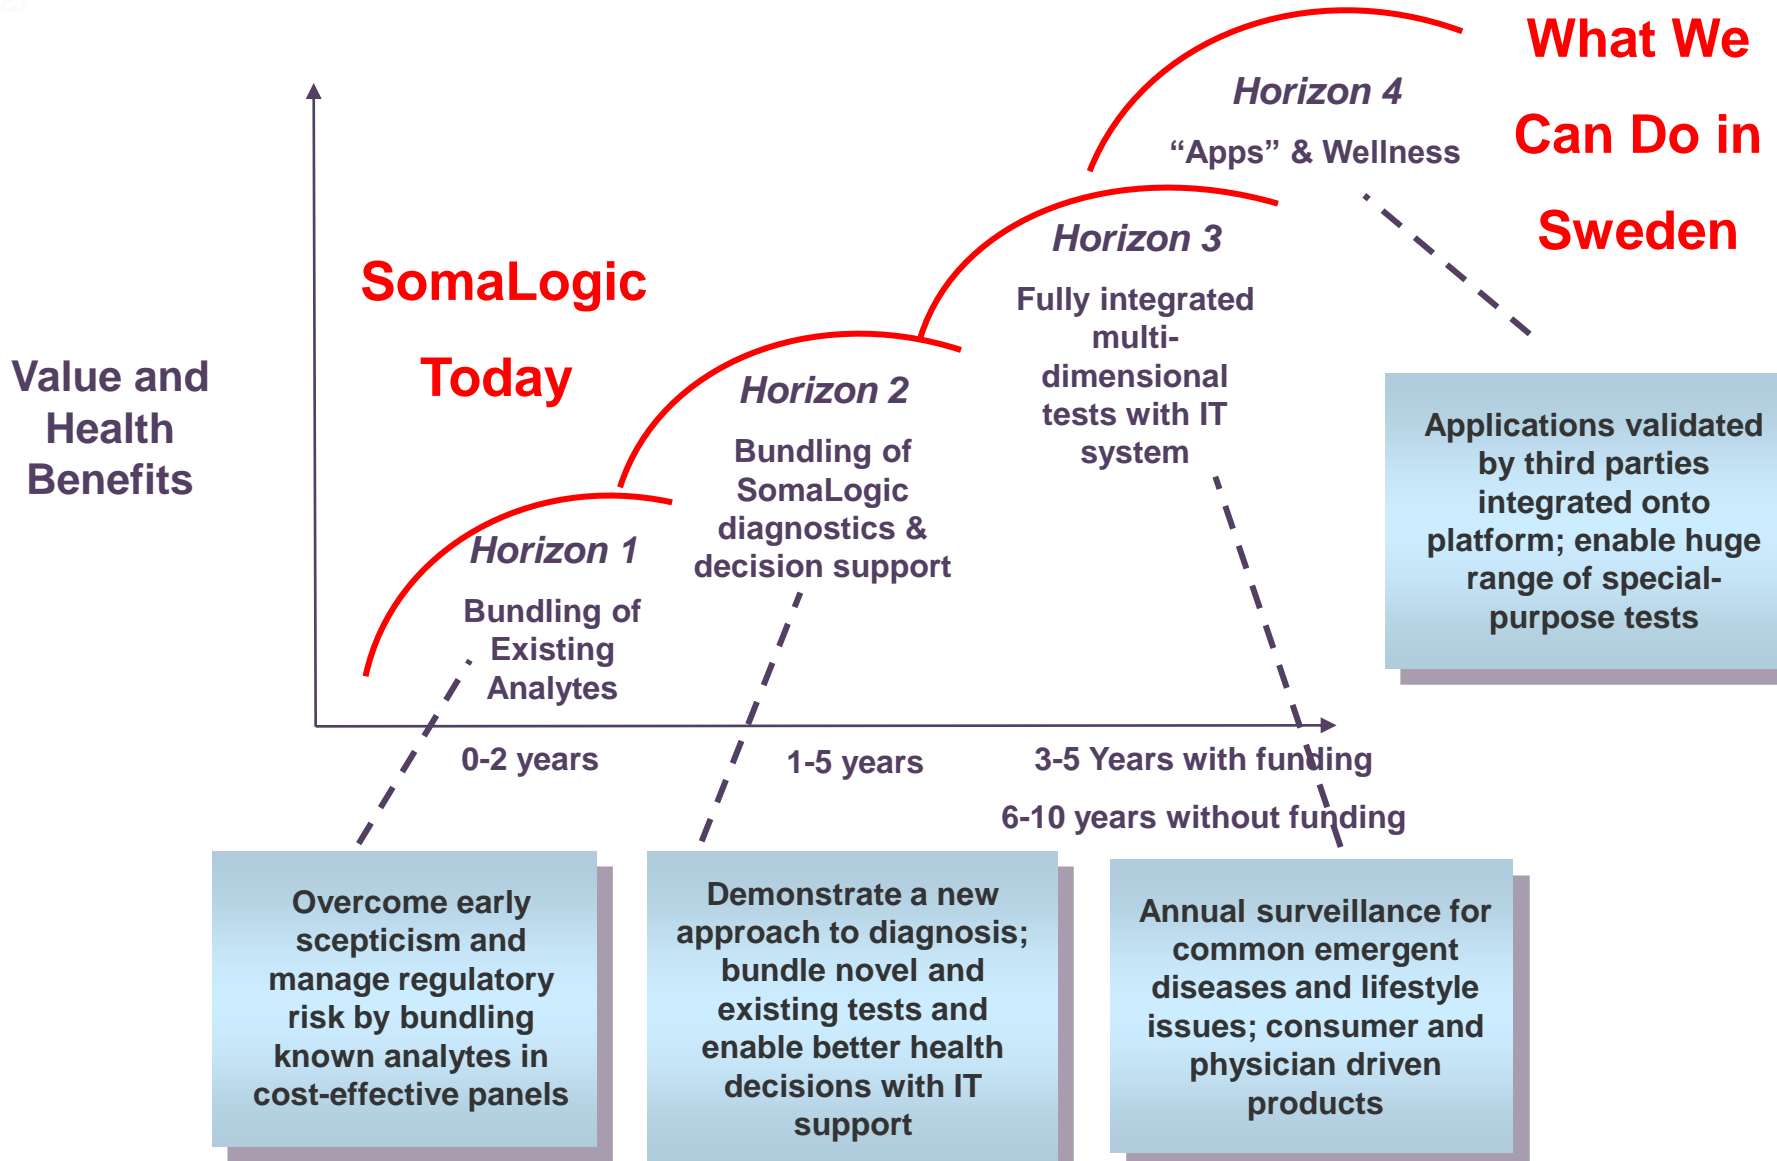 What We
Can Do in
Sweden
Horizon 4
“Apps” & Wellness
Horizon 3
Fully integrated
multi-
dimensional
tests with IT
system
SomaLogic
Today
Value and
Health
Benefits
Horizon 2
Bundling of
SomaLogic
diagnostics &
decision support
Horizon 1
Bundling of
Existing
Analytes
Applications validated
by third parties
integrated onto
platform; enable huge
range of special-
purpose tests
0-2 years
1-5 years
3-5 Years with funding
6-10 years without funding
Overcome early
scepticism and
manage regulatory
risk by bundling
known analytes in
cost-effective panels
Demonstrate a new
approach to diagnosis;
bundle novel and
existing tests and
enable better health
decisions with IT
support
Annual surveillance for
common emergent
diseases and lifestyle
issues; consumer and
physician driven
products